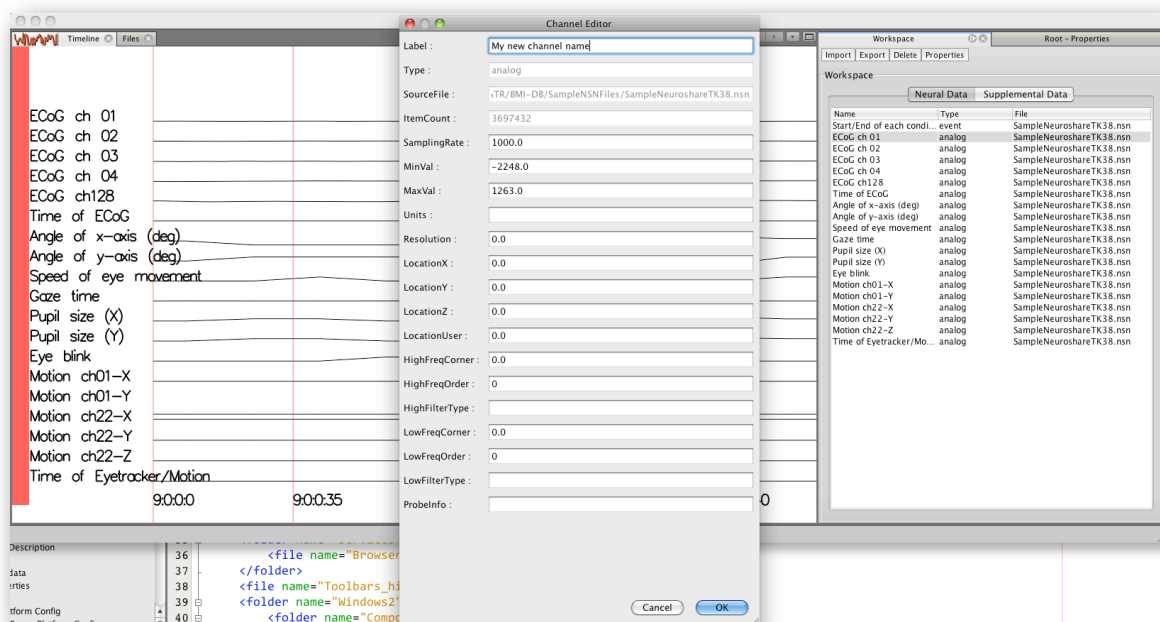 Channel Editor
Timeline
Files
Workspace
Root - Properties
Import Export Delete Properties
Workspace
Neural Data Supplemental Data
Name Type File
Start/End of each condi... event SampleNeuroshareTK38.nsn
ECoG ch 01 analog SampleNeuroshareTK38.nsn
ECoG ch 02 analog SampleNeuroshareTK38.nsn
ECoG ch 03 analog SampleNeuroshareTK38.nsn
ECoG ch 04 analog SampleNeuroshareTK38.nsn
ECoG ch128 analog SampleNeuroshareTK38.nsn
Time of ECoG analog SampleNeuroshareTK38.nsn
Angle of x-axis (deg) analog SampleNeuroshareTK38.nsn
Angle of y-axis (deg) analog SampleNeuroshareTK38.nsn
Speed of eye movement analog SampleNeuroshareTK38.nsn
Gaze time analog SampleNeuroshareTK38.nsn
Pupil size (X) analog SampleNeuroshareTK38.nsn
Pupil size (Y) analog SampleNeuroshareTK38.nsn
Eye blink analog SampleNeuroshareTK38.nsn
Motion ch01-X analog SampleNeuroshareTK38.nsn
Motion ch01-Y analog SampleNeuroshareTK38.nsn
Motion ch22-X analog SampleNeuroshareTK38.nsn
Motion ch22-Y analog SampleNeuroshareTK38.nsn
Motion ch22-Z analog SampleNeuroshareTK38.nsn
Time of Eyetracker/Mo... analog SampleNeuroshareTK38.nsn
ECoG ch 01
ECoG ch 02
ECoG ch 03
ECoG ch 04
ECoG ch128
Time of ECoG
Angle of x-axis (deg)
Angle of y-axis (deg)
Speed of eye movement
Gaze time
Pupil size (X)
Pupil size (Y)
Eye blink
Motion ch01-X
Motion ch01-Y
Motion ch22-X
Motion ch22-Y
Motion ch22-Z
Time of Eyetracker/Motion
9:0:0:0 9:0:0:35
Label : My new channel name
Type : analog
SourceFile : TR/BMI-DB/SampleNSNFiles/SampleNeuroshareTK38.nsn
ItemCount : 3697432
SamplingRate : 1000.0
MinVal : -2248.0
MaxVal : 1263.0
Units :
Resolution : 0.0
LocationX : 0.0
LocationY : 0.0
LocationZ : 0.0
LocationUser : 0.0
HighFreqCorner : 0.0
HighFreqOrder : 0
HighFilterType :
LowFreqCorner : 0.0
LowFreqOrder : 0
LowFilterType :
ProbeInfo :
Cancel OK
Description
data
erties
tform Config
36 <file name="Browser
37 </folder>
38 <file name="Toolbars_hi
39 <folder name="Windows2"
40 <folder name="Compo